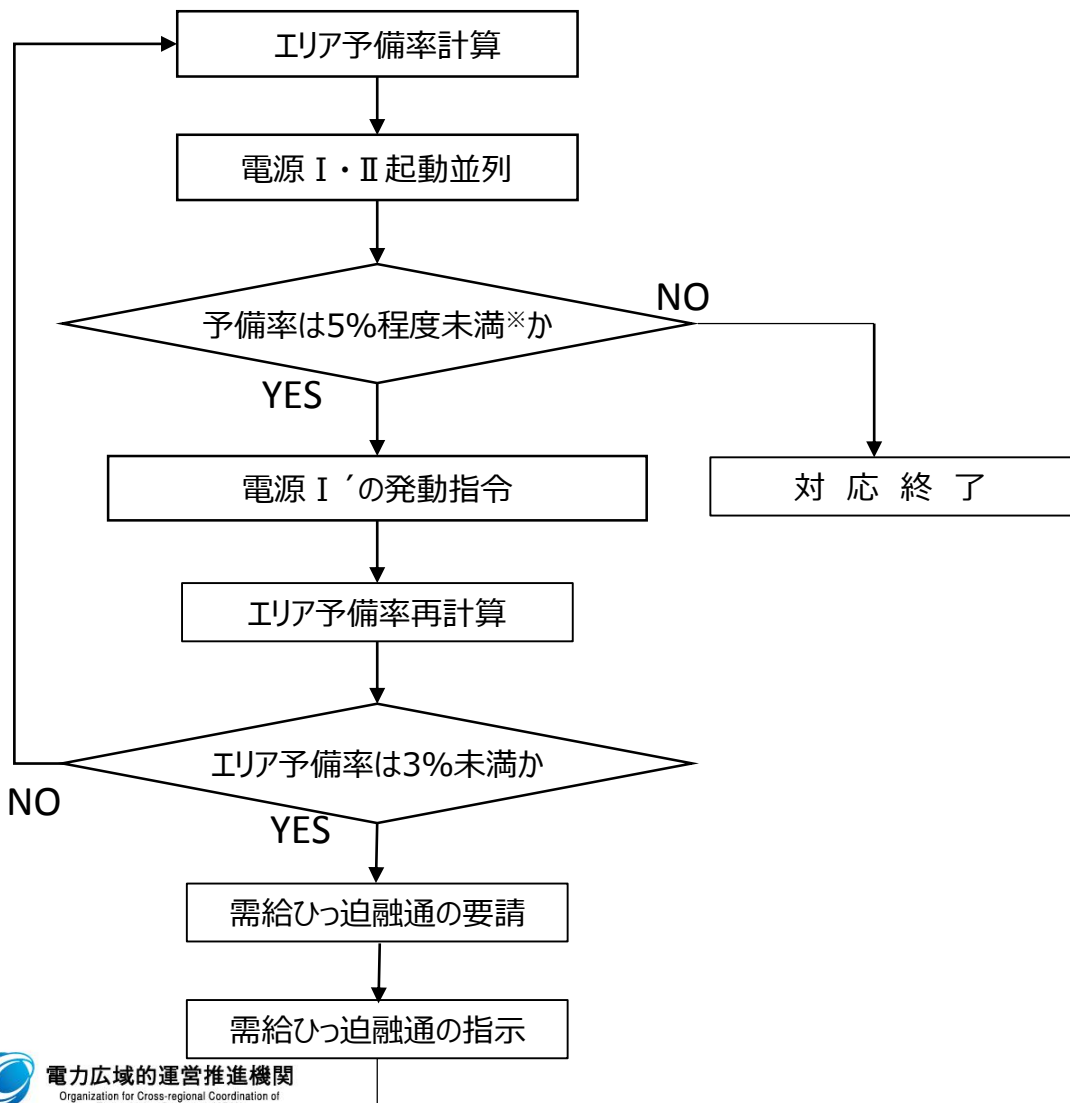 エリア予備率計算
電源Ⅰ・Ⅱ起動並列
予備率は5%程度未満※か
NO
YES
電源Ⅰ´の発動指令
対応終了
エリア予備率再計算
エリア予備率は3%未満か
NO
YES
需給ひっ迫融通の要請
需給ひっ迫融通の指示
電力広域的運営推進機関
Organization for Cross-regional Coordination of